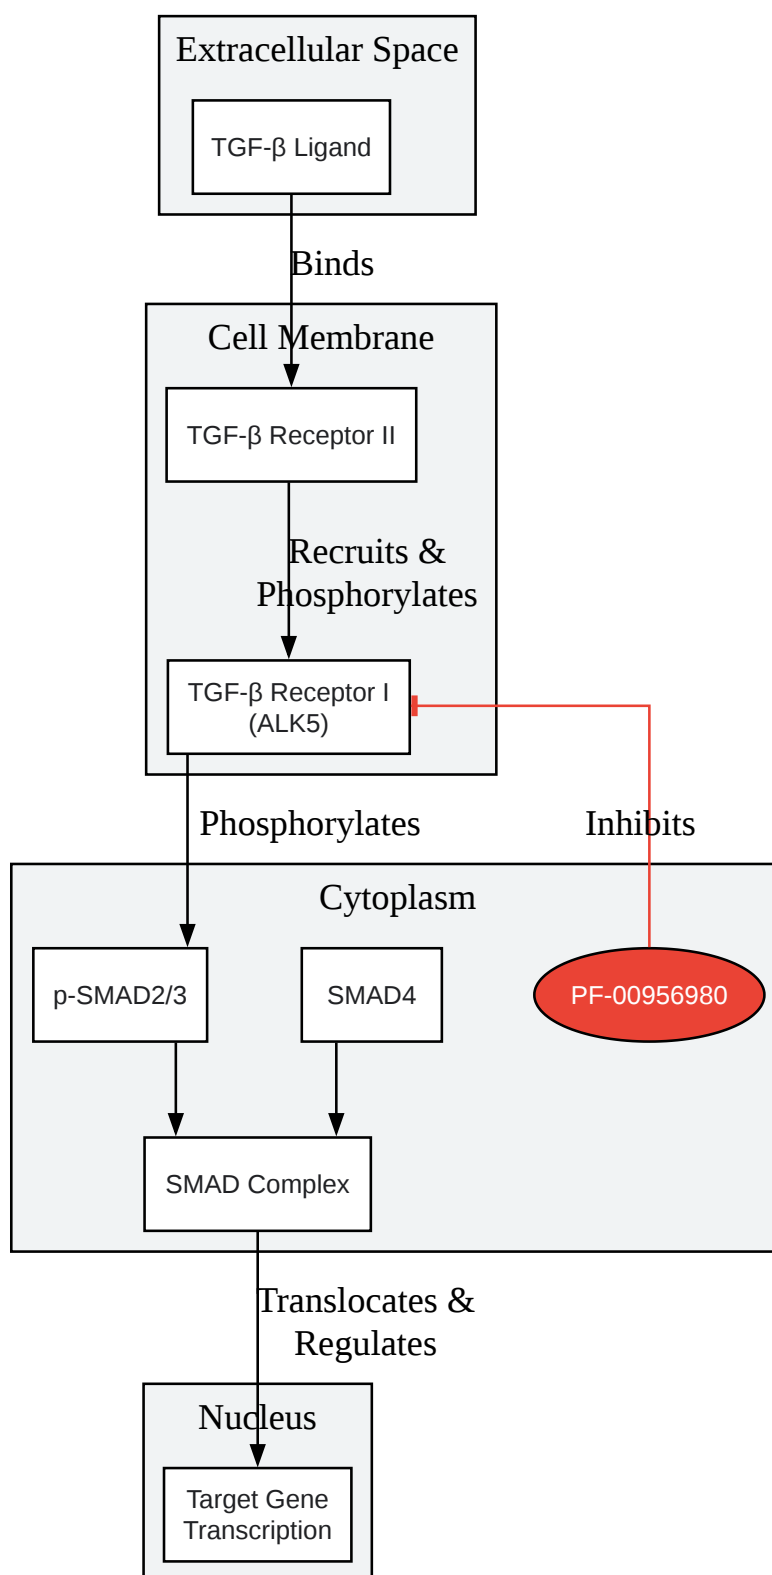 Extracellular Space
TGF-β Ligand
Binds
Cell Membrane
TGF-β Receptor II
Recruits &
Phosphorylates
TGF-β Receptor I
(ALK5)
Phosphorylates
Inhibits
Cytoplasm
p-SMAD2/3
SMAD4
PF-00956980
SMAD Complex
Translocates &
Regulates
Nucleus
Target Gene
Transcription